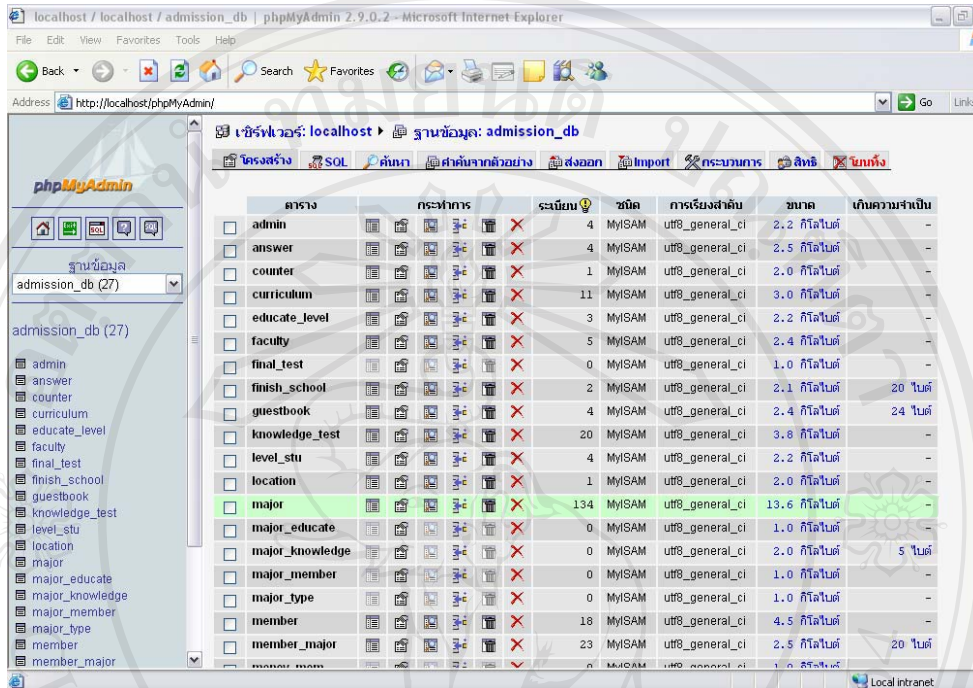 localhost / localhost / admission_db | phpMyAdmin 2.9.0.2 - Microsoft Internet Explorer
File Edit View Favorites Tools Help
Back Search Favorites
Address http://localhost/phpMyAdmin/ Go Links
phpMyAdmin
SQL
ฐานข้อมูล
admission_db (27)
admission_db (27)
admin
answer
counter
curriculum
educate_level
faculty
final_test
finish_school
guestbook
knowledge_test
level_stu
location
major
major_educate
major_knowledge
major_member
major_type
member
member_major
เซิร์ฟเวอร์: localhost ฐานข้อมูล: admission_db
โครงสร้าง SQL ค้นหา คำค้นจากตัวอย่าง ส่งออก Import กระบวนการ สิทธิ โยนทิ้ง
ตาราง กระทำการ ระเบียน ชนิด การเรียงลำดับ ขนาด เกินความจำเป็น
admin 4 MyISAM utf8_general_ci 2.2 กิโลไบต์ -
answer 4 MyISAM utf8_general_ci 2.5 กิโลไบต์ -
counter 1 MyISAM utf8_general_ci 2.0 กิโลไบต์ -
curriculum 11 MyISAM utf8_general_ci 3.0 กิโลไบต์ -
educate_level 3 MyISAM utf8_general_ci 2.2 กิโลไบต์ -
faculty 5 MyISAM utf8_general_ci 2.4 กิโลไบต์ -
final_test 0 MyISAM utf8_general_ci 1.0 กิโลไบต์ -
finish_school 2 MyISAM utf8_general_ci 2.1 กิโลไบต์ 20 ไบต์
guestbook 4 MyISAM utf8_general_ci 2.4 กิโลไบต์ 24 ไบต์
knowledge_test 20 MyISAM utf8_general_ci 3.8 กิโลไบต์ -
level_stu 4 MyISAM utf8_general_ci 2.2 กิโลไบต์ -
location 1 MyISAM utf8_general_ci 2.0 กิโลไบต์ -
major 134 MyISAM utf8_general_ci 13.6 กิโลไบต์ -
major_educate 0 MyISAM utf8_general_ci 1.0 กิโลไบต์ -
major_knowledge 0 MyISAM utf8_general_ci 2.0 กิโลไบต์ 5 ไบต์
major_member 0 MyISAM utf8_general_ci 1.0 กิโลไบต์ -
major_type 0 MyISAM utf8_general_ci 1.0 กิโลไบต์ -
member 18 MyISAM utf8_general_ci 4.5 กิโลไบต์ -
member_major 23 MyISAM utf8_general_ci 2.5 กิโลไบต์ 20 ไบต์
Local intranet